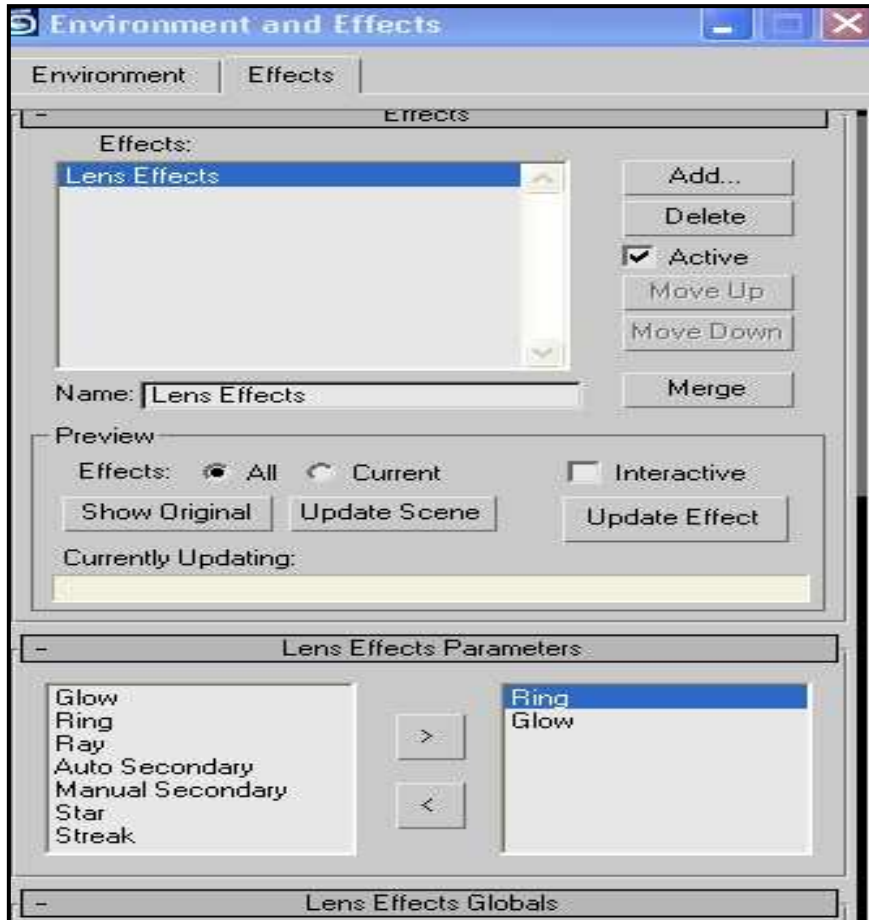 Environment and Effects
Environment
Effects
- Effects
Effects:
Lens Effects
Add...
Delete
Active
Move Up
Move Down
Name: Lens Effects
Merge
Preview
Effects: All Current
Interactive
Show Original
Update Scene
Update Effect
Currently Updating:
- Lens Effects Parameters
Glow
Ring
Ray
Auto Secondary
Manual Secondary
Star
Streak
>
<
Ring
Glow
- Lens Effects Globals